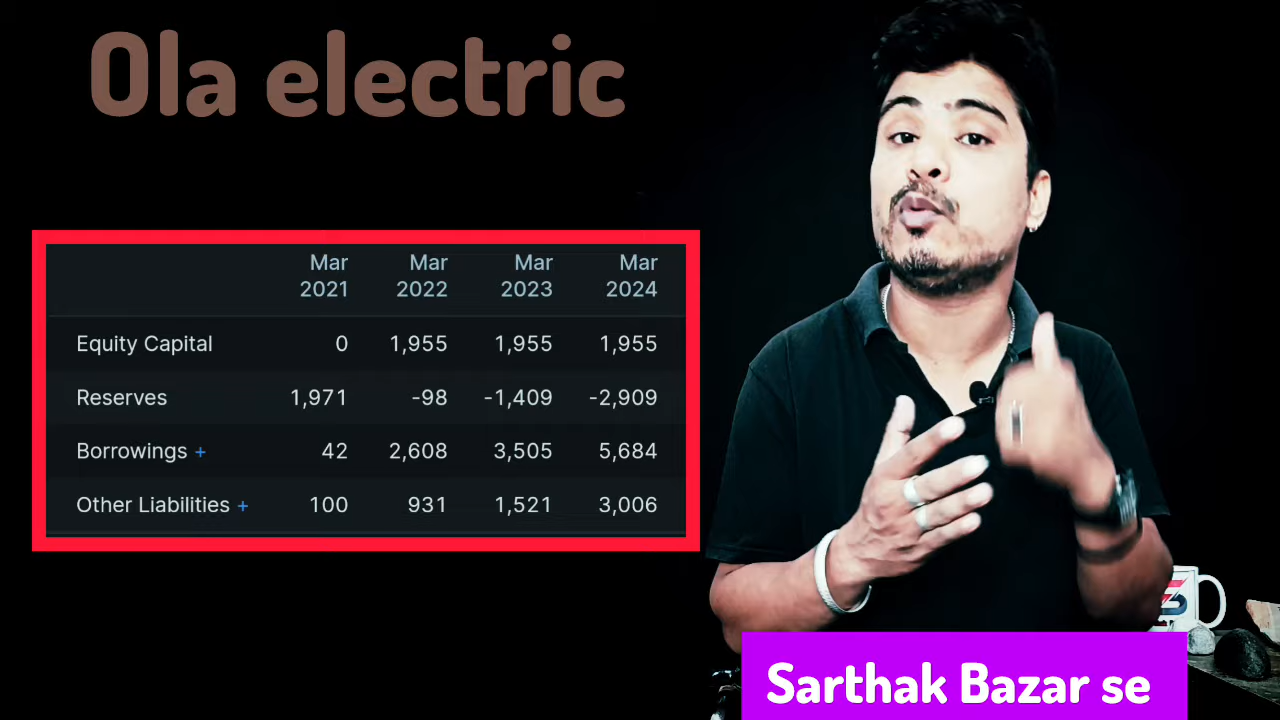 Ola electric
Mar 2021 Mar 2022 Mar 2023 Mar 2024
Equity Capital 0 1,955 1,955 1,955
Reserves 1,971 -98 -1,409 -2,909
Borrowings + 42 2,608 3,505 5,684
Other Liabilities + 100 931 1,521 3,006
Sarthak Bazar se